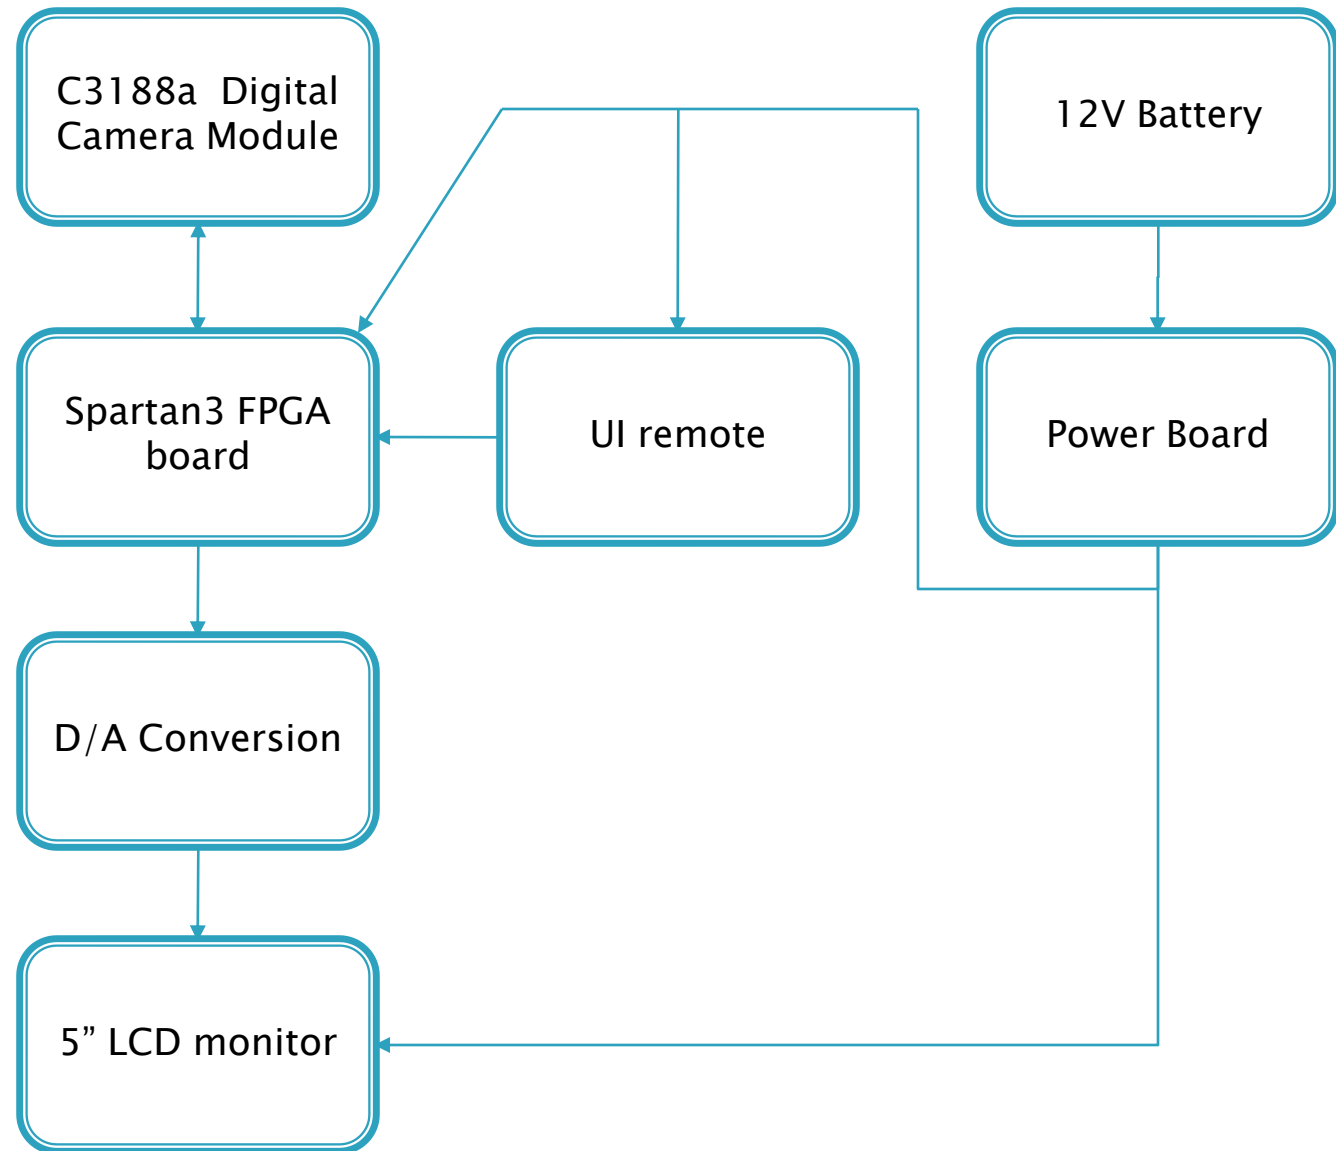 C3188a  Digital
Camera Module
12V Battery
Spartan3 FPGA
board
UI remote
Power Board
D/A Conversion
5” LCD monitor